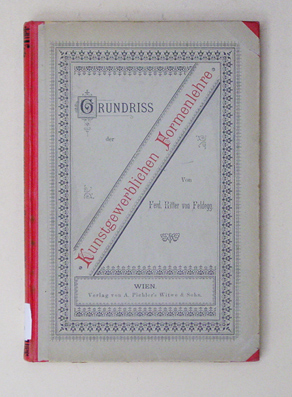 GRUNDRISS
der
Kunstgewerblichen Formenlehre
Von
Ferd. Ritter von Feldegg.
WIEN.
Verlag von A. Pichler's Witwe & Sohn.